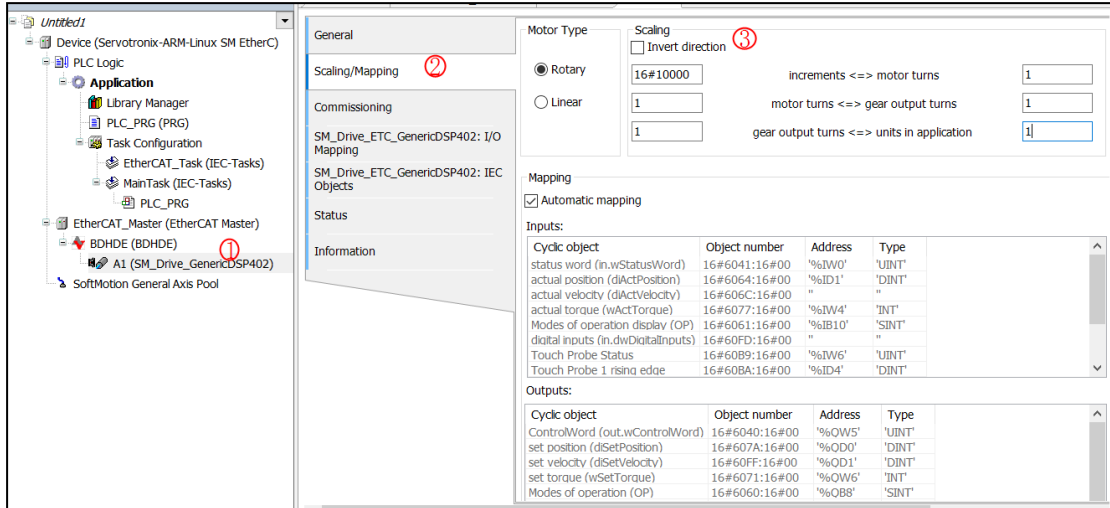 Untitled1
Device (Servotronix-ARM-Linux SM EtherC)
PLC Logic
Application
Library Manager
PLC_PRG (PRG)
Task Configuration
EtherCAT_Task (IEC-Tasks)
MainTask (IEC-Tasks)
PLC_PRG
EtherCAT_Master (EtherCAT Master)
BDHDE (BDHDE)
①
A1 (SM_Drive_GenericDSP402)
SoftMotion General Axis Pool
General
Scaling/Mapping ②
Commissioning
SM_Drive_ETC_GenericDSP402: I/O
Mapping
SM_Drive_ETC_GenericDSP402: IEC
Objects
Status
Information
Motor Type
Rotary
Linear
Scaling
Invert direction ③
16#10000 increments <=> motor turns 1
1 motor turns <=> gear output turns 1
1 gear output turns <=> units in application 1
Mapping
Automatic mapping
Inputs:
Cyclic object Object number Address Type
status word (in.wStatusWord) 16#6041:16#00 '%IW0' 'UINT'
actual position (diActPosition) 16#6064:16#00 '%ID1' 'DINT'
actual velocity (diActVelocity) 16#606C:16#00 '' ''
actual torque (wActTorque) 16#6077:16#00 '%IW4' 'INT'
Modes of operation display (OP) 16#6061:16#00 '%IB10' 'SINT'
digital inputs (in.dwDigitalInputs) 16#60FD:16#00 '' ''
Touch Probe Status 16#60B9:16#00 '%IW6' 'UINT'
Touch Probe 1 rising edge 16#60BA:16#00 '%ID4' 'DINT'
Outputs:
Cyclic object Object number Address Type
ControlWord (out.wControlWord) 16#6040:16#00 '%QW5' 'UINT'
set position (diSetPosition) 16#607A:16#00 '%QD0' 'DINT'
set velocity (diSetVelocity) 16#60FF:16#00 '%QD1' 'DINT'
set torque (wSetTorque) 16#6071:16#00 '%QW6' 'INT'
Modes of operation (OP) 16#6060:16#00 '%QB8' 'SINT'